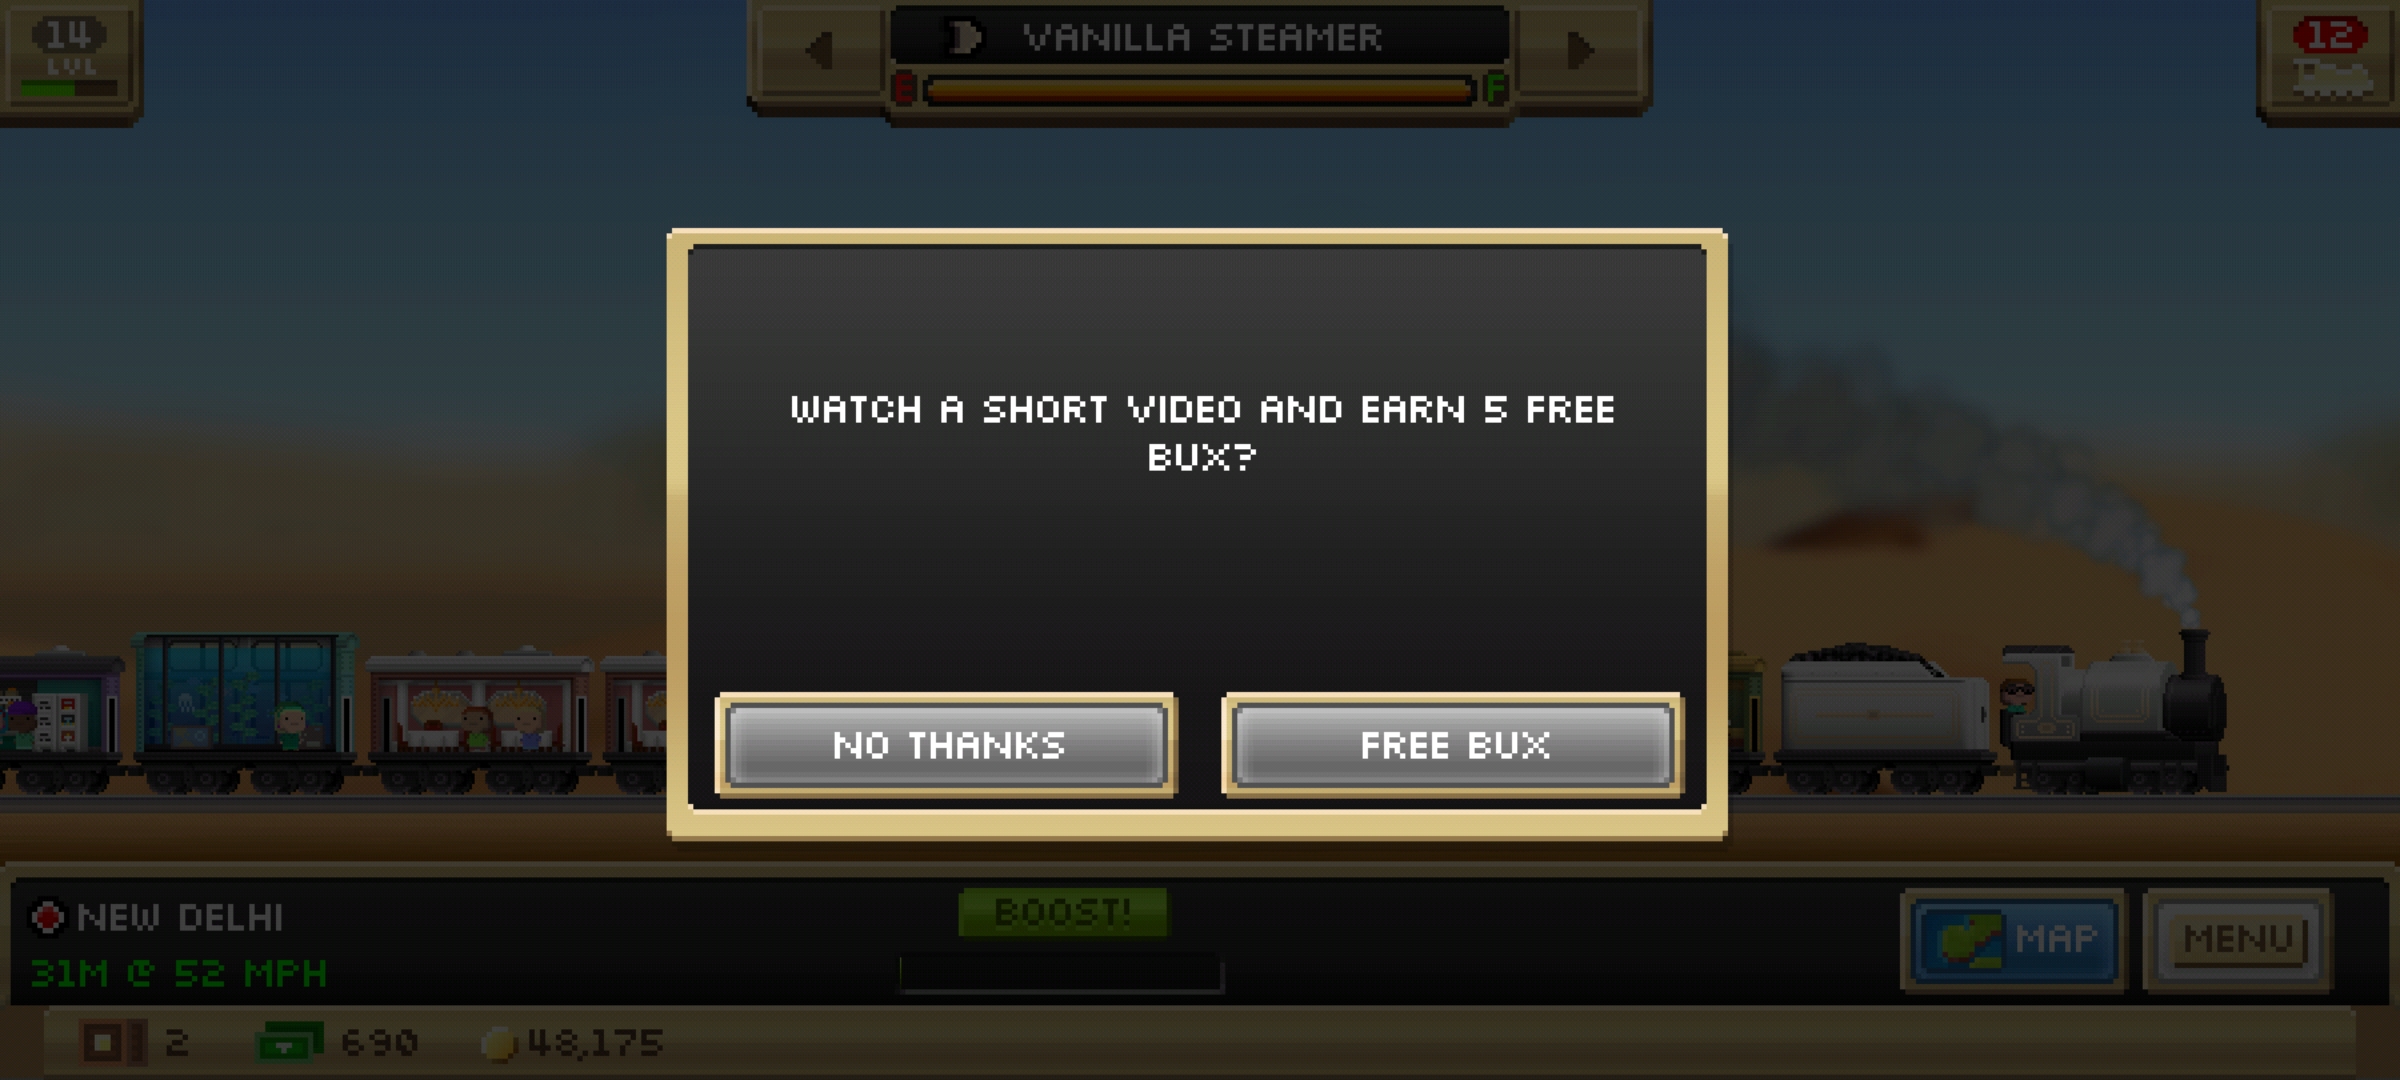 14
LVL
VANILLA STEAMER
E
F
12
WATCH A SHORT VIDEO AND EARN 5 FREE
BUX?
NO THANKS
FREE BUX
NEW DELHI
31M @ 52 MPH
BOOST!
MAP
MENU
2
690
48,175